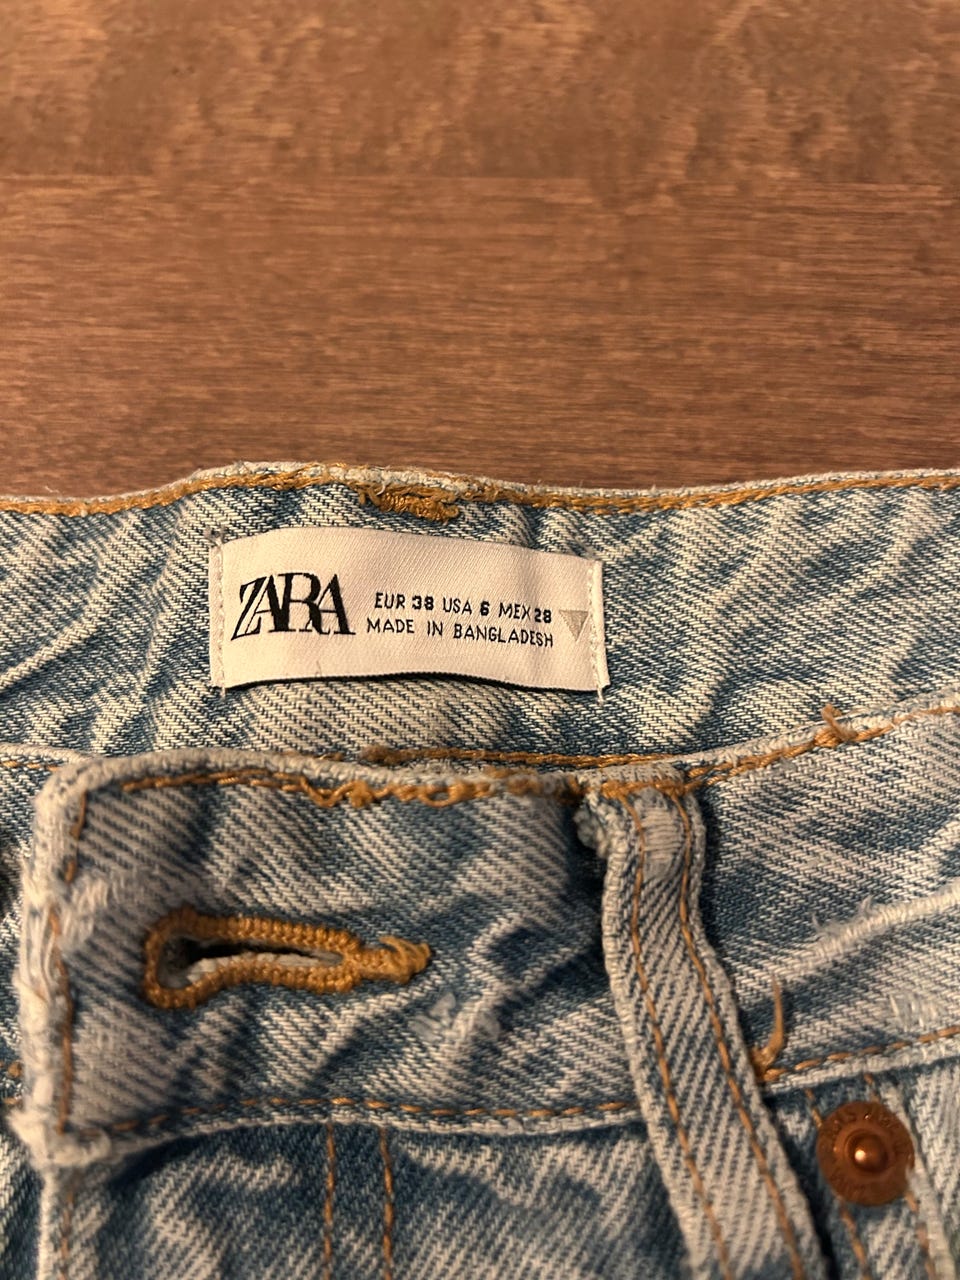 ZARA
EUR 38 USA 6 MEX 28
MADE IN BANGLADESH